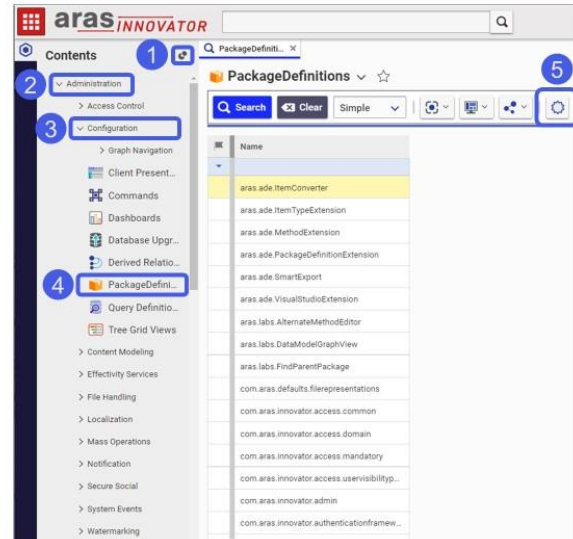 aras INNOVATOR
Contents
1
PackageDefiniti... ×
2
Administration
PackageDefinitions
5
> Access Control
Search
Clear
Simple
3
Configuration
> Graph Navigation
Name
Client Present...
Commands
aras.ade.ItemConverter
Dashboards
aras.ade.ItemTypeExtension
Database Upgr...
aras.ade.MethodExtension
Derived Relatio...
aras.ade.PackageDefinitionExtension
4
PackageDefini...
aras.ade.SmartExport
Query Definitio...
aras.ade.VisualStudioExtension
Tree Grid Views
aras.labs.AlternateMethodEditor
> Content Modeling
aras.labs.DataModelGraphView
> Effectivity Services
aras.labs.FindParentPackage
> File Handling
com.aras.defaults.filerepresentations
> Localization
com.aras.innovator.access.common
> Mass Operations
com.aras.innovator.access.domain
> Notification
com.aras.innovator.access.mandatory
> Secure Social
com.aras.innovator.access.uservisibilityp...
> System Events
com.aras.innovator.admin
> Watermarking
com.aras.innovator.authenticationframew...